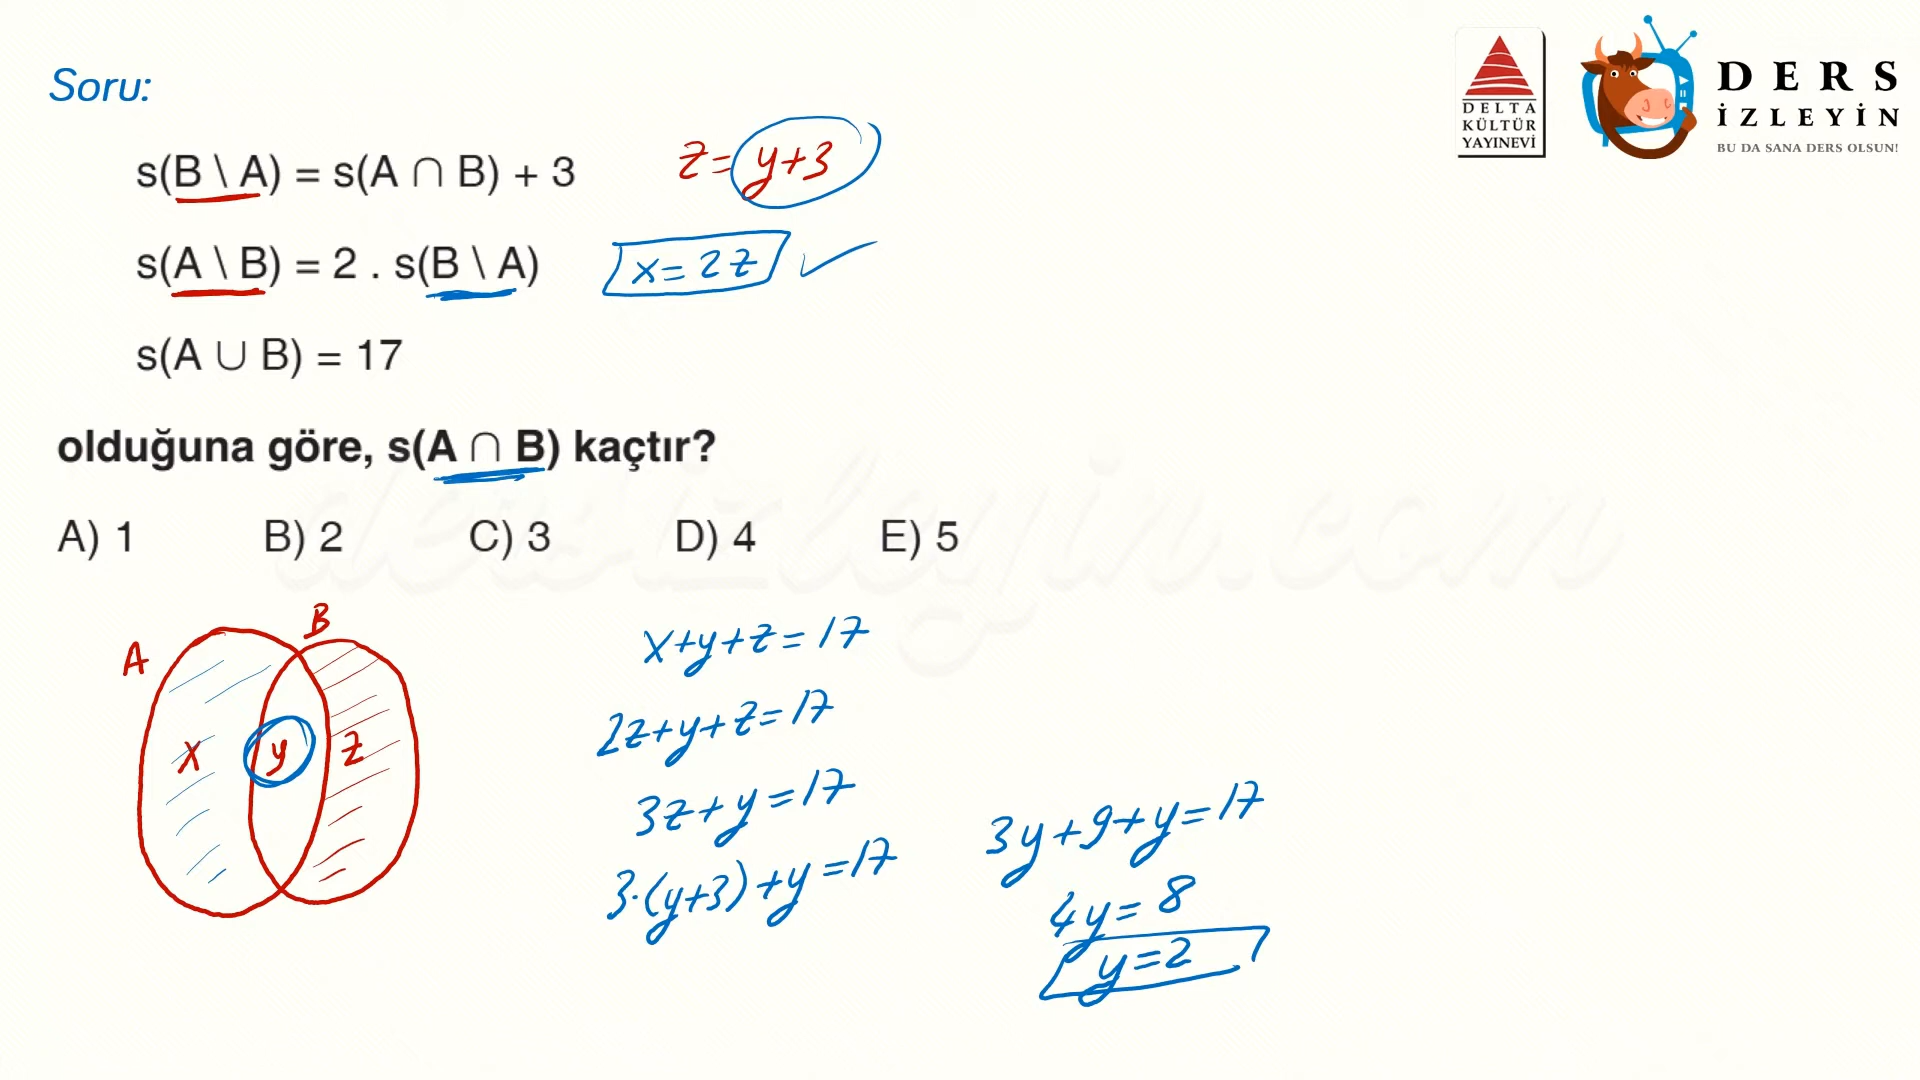 Soru:
s(B \ A) = s(A ∩ B) + 3
z = y+3
s(A \ B) = 2 . s(B \ A)
x = 2z
s(A ∪ B) = 17
olduğuna göre, s(A ∩ B) kaçtır?
A) 1 B) 2 C) 3 D) 4 E) 5
A
B
x
y
z
x+y+z = 17
2z+y+z=17
3z+y=17
3·(y+3)+y=17
3y+9+y=17
4y = 8
y=2
DELTA
KÜLTÜR
YAYINEVİ
DERS
İZLEYİN
BU DA SANA DERS OLSUN!
dersizleyin.com